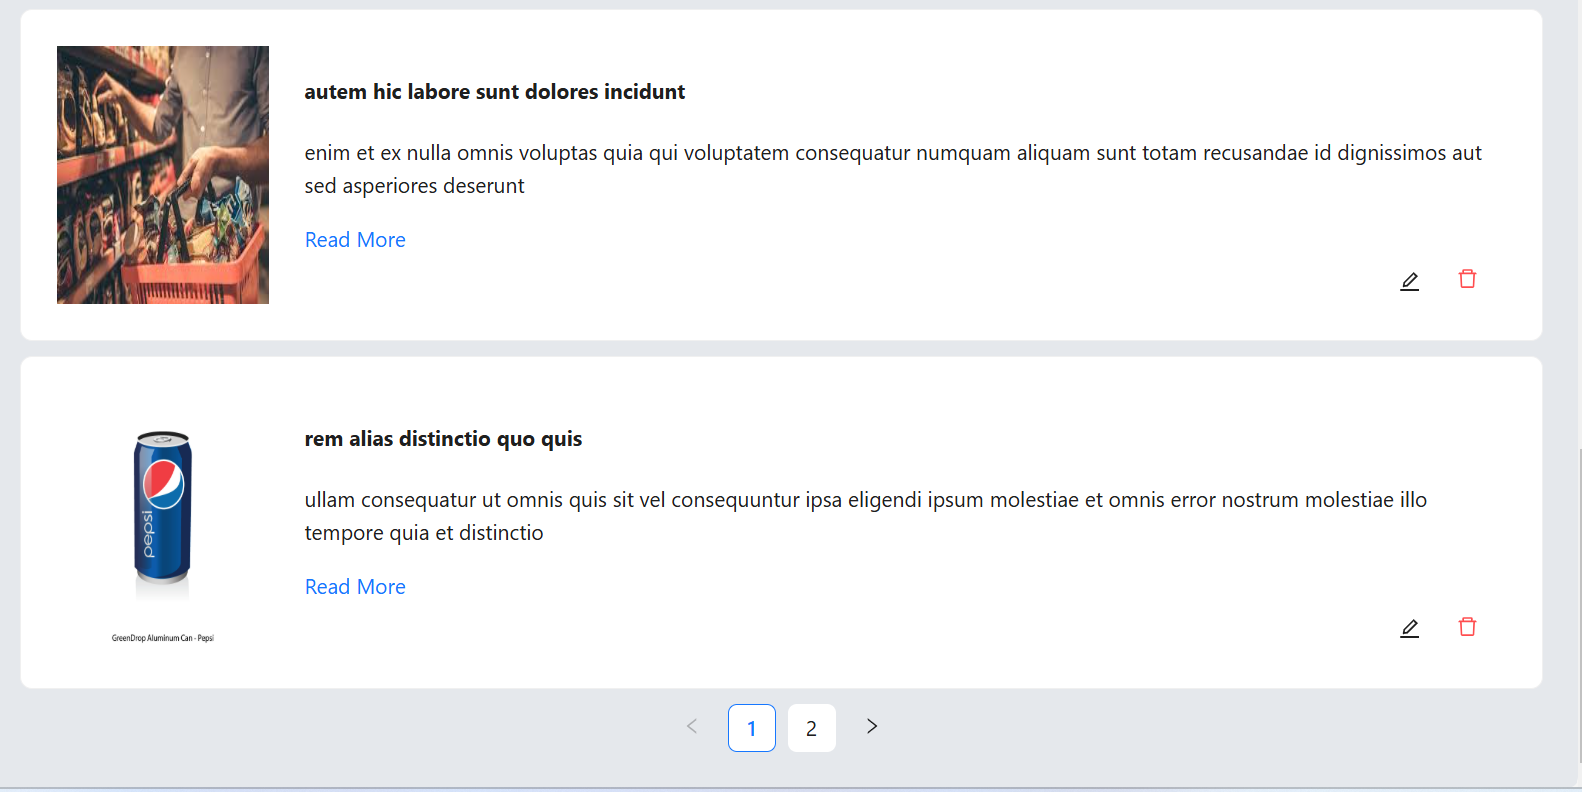 autem hic labore sunt dolores incidunt
enim et ex nulla omnis voluptas quia qui voluptatem consequatur numquam aliquam sunt totam recusandae id dignissimos aut
sed asperiores deserunt
Read More
pepsi
GreenDrop Aluminum Can - Pepsi
rem alias distinctio quo quis
ullam consequatur ut omnis quis sit vel consequuntur ipsa eligendi ipsum molestiae et omnis error nostrum molestiae illo
tempore quia et distinctio
Read More
1 2